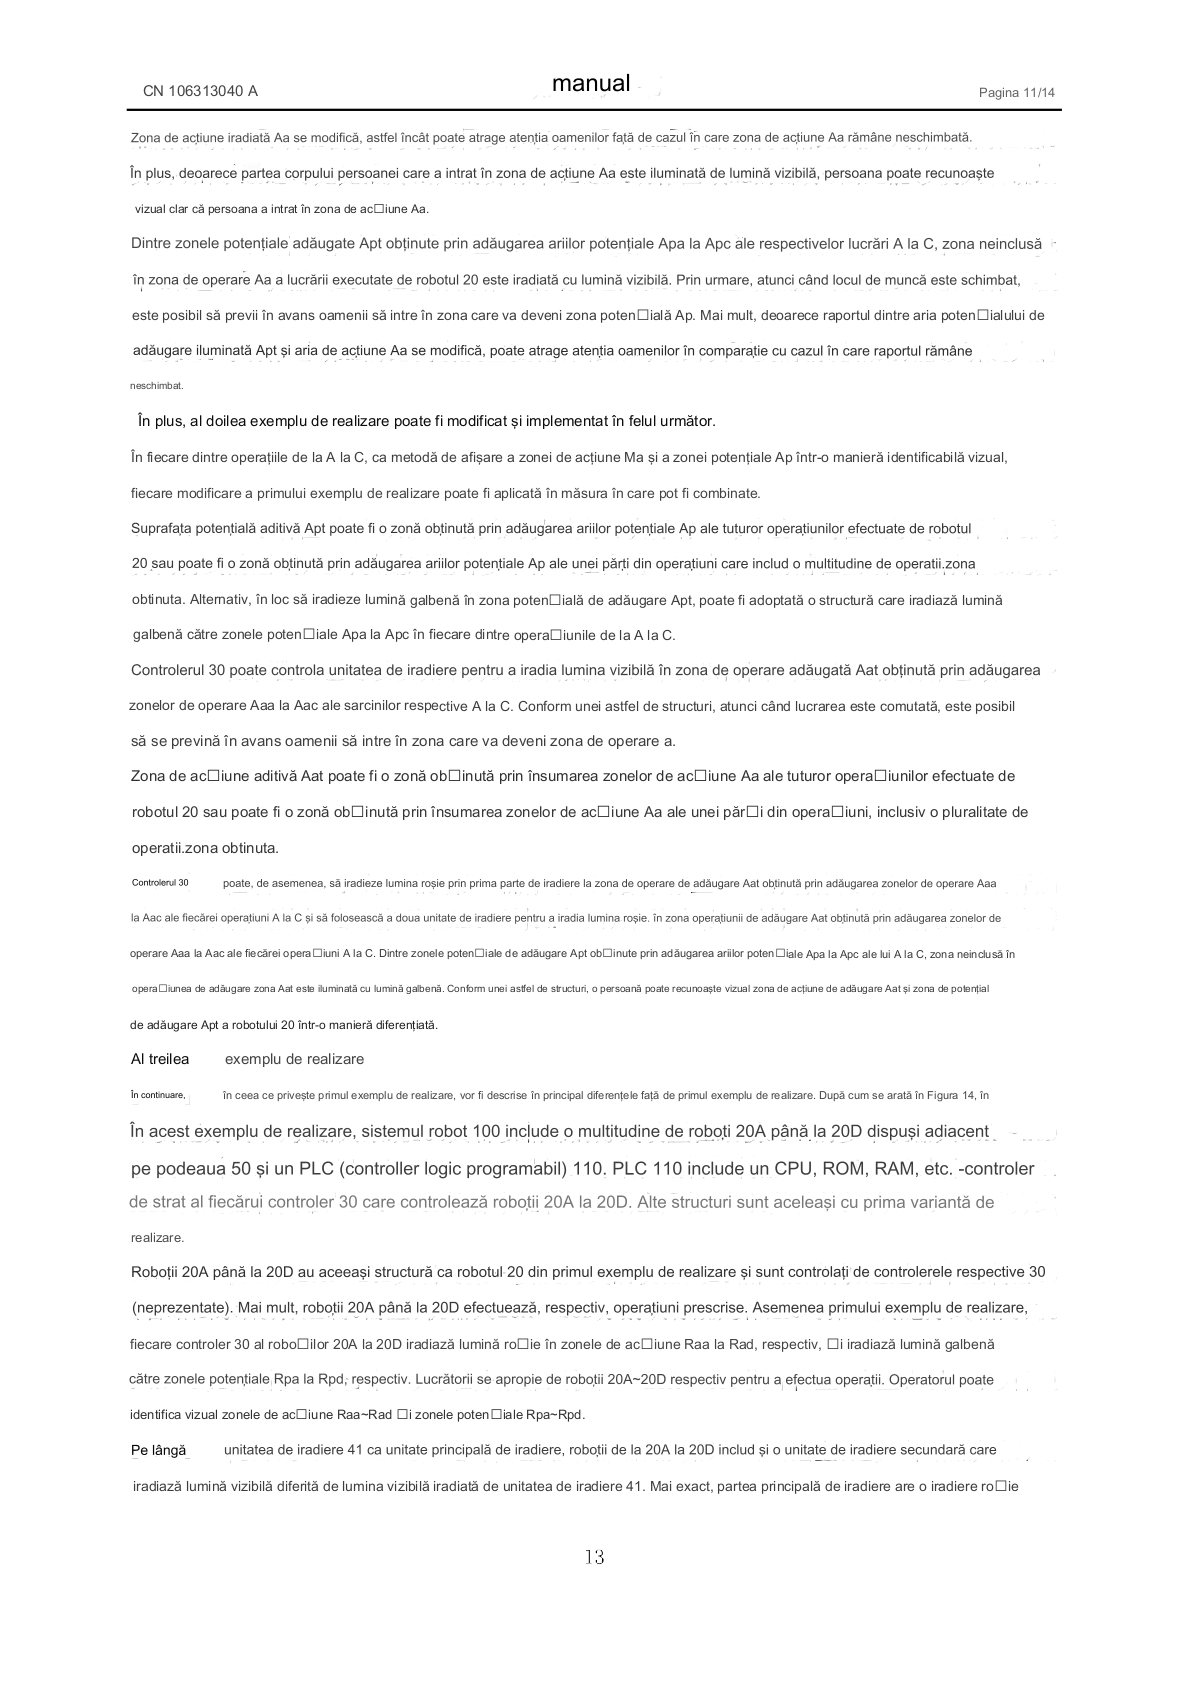 CN 106313040 A
manual
Pagina 11/14
Zona de acțiune iradiată Aa se modifică, astfel încât poate atrage atenția oamenilor față de cazul în care zona de acțiune Aa rămâne neschimbată.
În plus, deoarece partea corpului persoanei care a intrat în zona de acțiune Aa este iluminată de lumină vizibilă, persoana poate recunoaște
vizual clar că persoana a intrat în zona de ac□iune Aa.
Dintre zonele potențiale adăugate Apt obținute prin adăugarea ariilor potențiale Apa la Apc ale respectivelor lucrări A la C, zona neinclusă
în zona de operare Aa a lucrării executate de robotul 20 este iradiată cu lumină vizibilă. Prin urmare, atunci când locul de muncă este schimbat,
este posibil să previi în avans oamenii să intre în zona care va deveni zona poten□ială Ap. Mai mult, deoarece raportul dintre aria poten□ialului de
adăugare iluminată Apt și aria de acțiune Aa se modifică, poate atrage atenția oamenilor în comparație cu cazul în care raportul rămâne
neschimbat.
În plus, al doilea exemplu de realizare poate fi modificat și implementat în felul următor.
În fiecare dintre operațiile de la A la C, ca metodă de afișare a zonei de acțiune Ma și a zonei potențiale Ap într-o manieră identificabilă vizual,
fiecare modificare a primului exemplu de realizare poate fi aplicată în măsura în care pot fi combinate.
Suprafața potențială aditivă Apt poate fi o zonă obținută prin adăugarea ariilor potențiale Ap ale tuturor operațiunilor efectuate de robotul
20 sau poate fi o zonă obținută prin adăugarea ariilor potențiale Ap ale unei părți din operațiuni care includ o multitudine de operatii.zona
obtinuta. Alternativ, în loc să iradieze lumină galbenă în zona poten□ială de adăugare Apt, poate fi adoptată o structură care iradiază lumină
galbenă către zonele poten□iale Apa la Apc în fiecare dintre opera□iunile de la A la C.
Controlerul 30 poate controla unitatea de iradiere pentru a iradia lumina vizibilă în zona de operare adăugată Aat obținută prin adăugarea
zonelor de operare Aaa la Aac ale sarcinilor respective A la C. Conform unei astfel de structuri, atunci când lucrarea este comutată, este posibil
să se prevină în avans oamenii să intre în zona care va deveni zona de operare a.
Zona de ac□iune aditivă Aat poate fi o zonă ob□inută prin însumarea zonelor de ac□iune Aa ale tuturor opera□iunilor efectuate de
robotul 20 sau poate fi o zonă ob□inută prin însumarea zonelor de ac□iune Aa ale unei păr□i din opera□iuni, inclusiv o pluralitate de
operatii.zona obtinuta.
Controlerul 30 poate, de asemenea, să iradieze lumina roșie prin prima parte de iradiere la zona de operare de adăugare Aat obținută prin adăugarea zonelor de operare Aaa
la Aac ale fiecărei operațiuni A la C și să folosească a doua unitate de iradiere pentru a iradia lumina roșie. în zona operațiunii de adăugare Aat obținută prin adăugarea zonelor de
operare Aaa la Aac ale fiecărei opera□iuni A la C. Dintre zonele poten□iale de adăugare Apt ob□inute prin adăugarea ariilor poten□iale Apa la Apc ale lui A la C, zona neinclusă în
opera□iunea de adăugare zona Aat este iluminată cu lumină galbenă. Conform unei astfel de structuri, o persoană poate recunoaște vizual zona de acțiune de adăugare Aat și zona de potențial
de adăugare Apt a robotului 20 într-o manieră diferențiată.
Al treilea exemplu de realizare
În continuare, în ceea ce privește primul exemplu de realizare, vor fi descrise în principal diferențele față de primul exemplu de realizare. După cum se arată în Figura 14, în
În acest exemplu de realizare, sistemul robot 100 include o multitudine de roboți 20A până la 20D dispuși adiacent
pe podeaua 50 și un PLC (controller logic programabil) 110. PLC 110 include un CPU, ROM, RAM, etc. -controler
de strat al fiecărui controler 30 care controlează roboții 20A la 20D. Alte structuri sunt aceleași cu prima variantă de
realizare.
Roboții 20A până la 20D au aceeași structură ca robotul 20 din primul exemplu de realizare și sunt controlați de controlerele respective 30
(neprezentate). Mai mult, roboții 20A până la 20D efectuează, respectiv, operațiuni prescrise. Asemenea primului exemplu de realizare,
fiecare controler 30 al robo□ilor 20A la 20D iradiază lumină ro□ie în zonele de ac□iune Raa la Rad, respectiv, □i iradiază lumină galbenă
către zonele potențiale Rpa la Rpd, respectiv. Lucrătorii se apropie de roboții 20A~20D respectiv pentru a efectua operații. Operatorul poate
identifica vizual zonele de ac□iune Raa~Rad □i zonele poten□iale Rpa~Rpd.
Pe lângă unitatea de iradiere 41 ca unitate principală de iradiere, roboții de la 20A la 20D includ și o unitate de iradiere secundară care
iradiază lumină vizibilă diferită de lumina vizibilă iradiată de unitatea de iradiere 41. Mai exact, partea principală de iradiere are o iradiere ro□ie
13